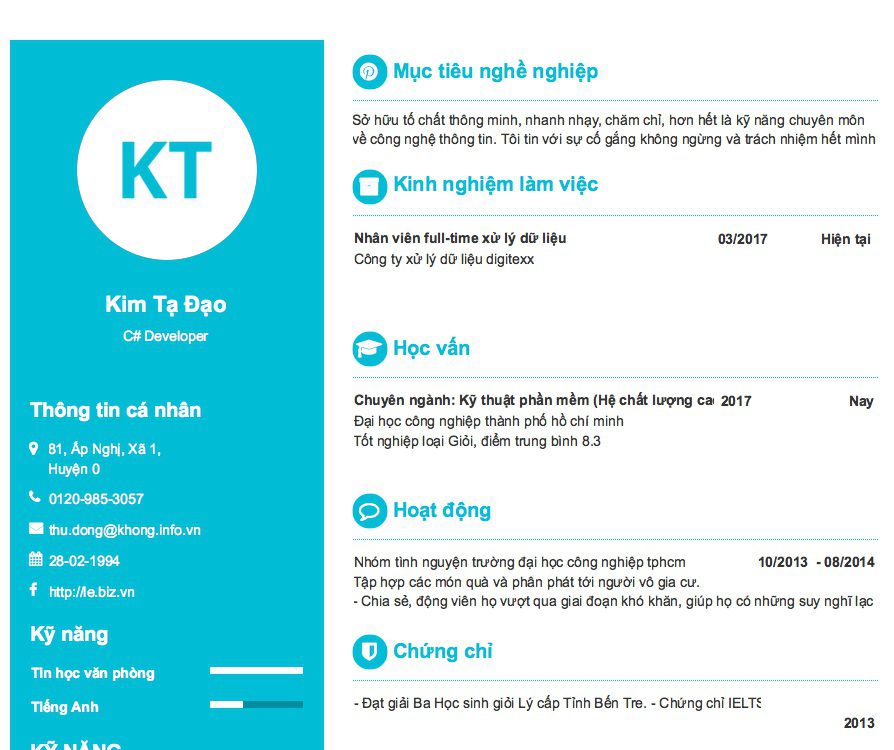 KT
Kim Tạ Đạo
C# Developer
Thông tin cá nhân
81, Ấp Nghị, Xã 1,
Huyện 0
0120-985-3057
thu.dong@khong.info.vn
28-02-1994
http://le.biz.vn
Kỹ năng
Tin học văn phòng
Tiếng Anh
KỸ NĂNG
Mục tiêu nghề nghiệp
Sở hữu tố chất thông minh, nhanh nhạy, chăm chỉ, hơn hết là kỹ năng chuyên môn
về công nghệ thông tin. Tôi tin với sự cố gắng không ngừng và trách nhiệm hết mình
Kinh nghiệm làm việc
Nhân viên full-time xử lý dữ liệu 03/2017 Hiện tại
Công ty xử lý dữ liệu digitexx
Học vấn
Chuyên ngành: Kỹ thuật phần mềm (Hệ chất lượng cao 2017 Nay
Đại học công nghiệp thành phố hồ chí minh
Tốt nghiệp loại Giỏi, điểm trung bình 8.3
Hoạt động
Nhóm tình nguyện trường đại học công nghiệp tphcm 10/2013 - 08/2014
Tập hợp các món quà và phân phát tới người vô gia cư.
- Chia sẻ, động viên họ vượt qua giai đoạn khó khăn, giúp họ có những suy nghĩ lạc
Chứng chỉ
- Đạt giải Ba Học sinh giỏi Lý cấp Tỉnh Bến Tre. - Chứng chỉ IELTS
2013